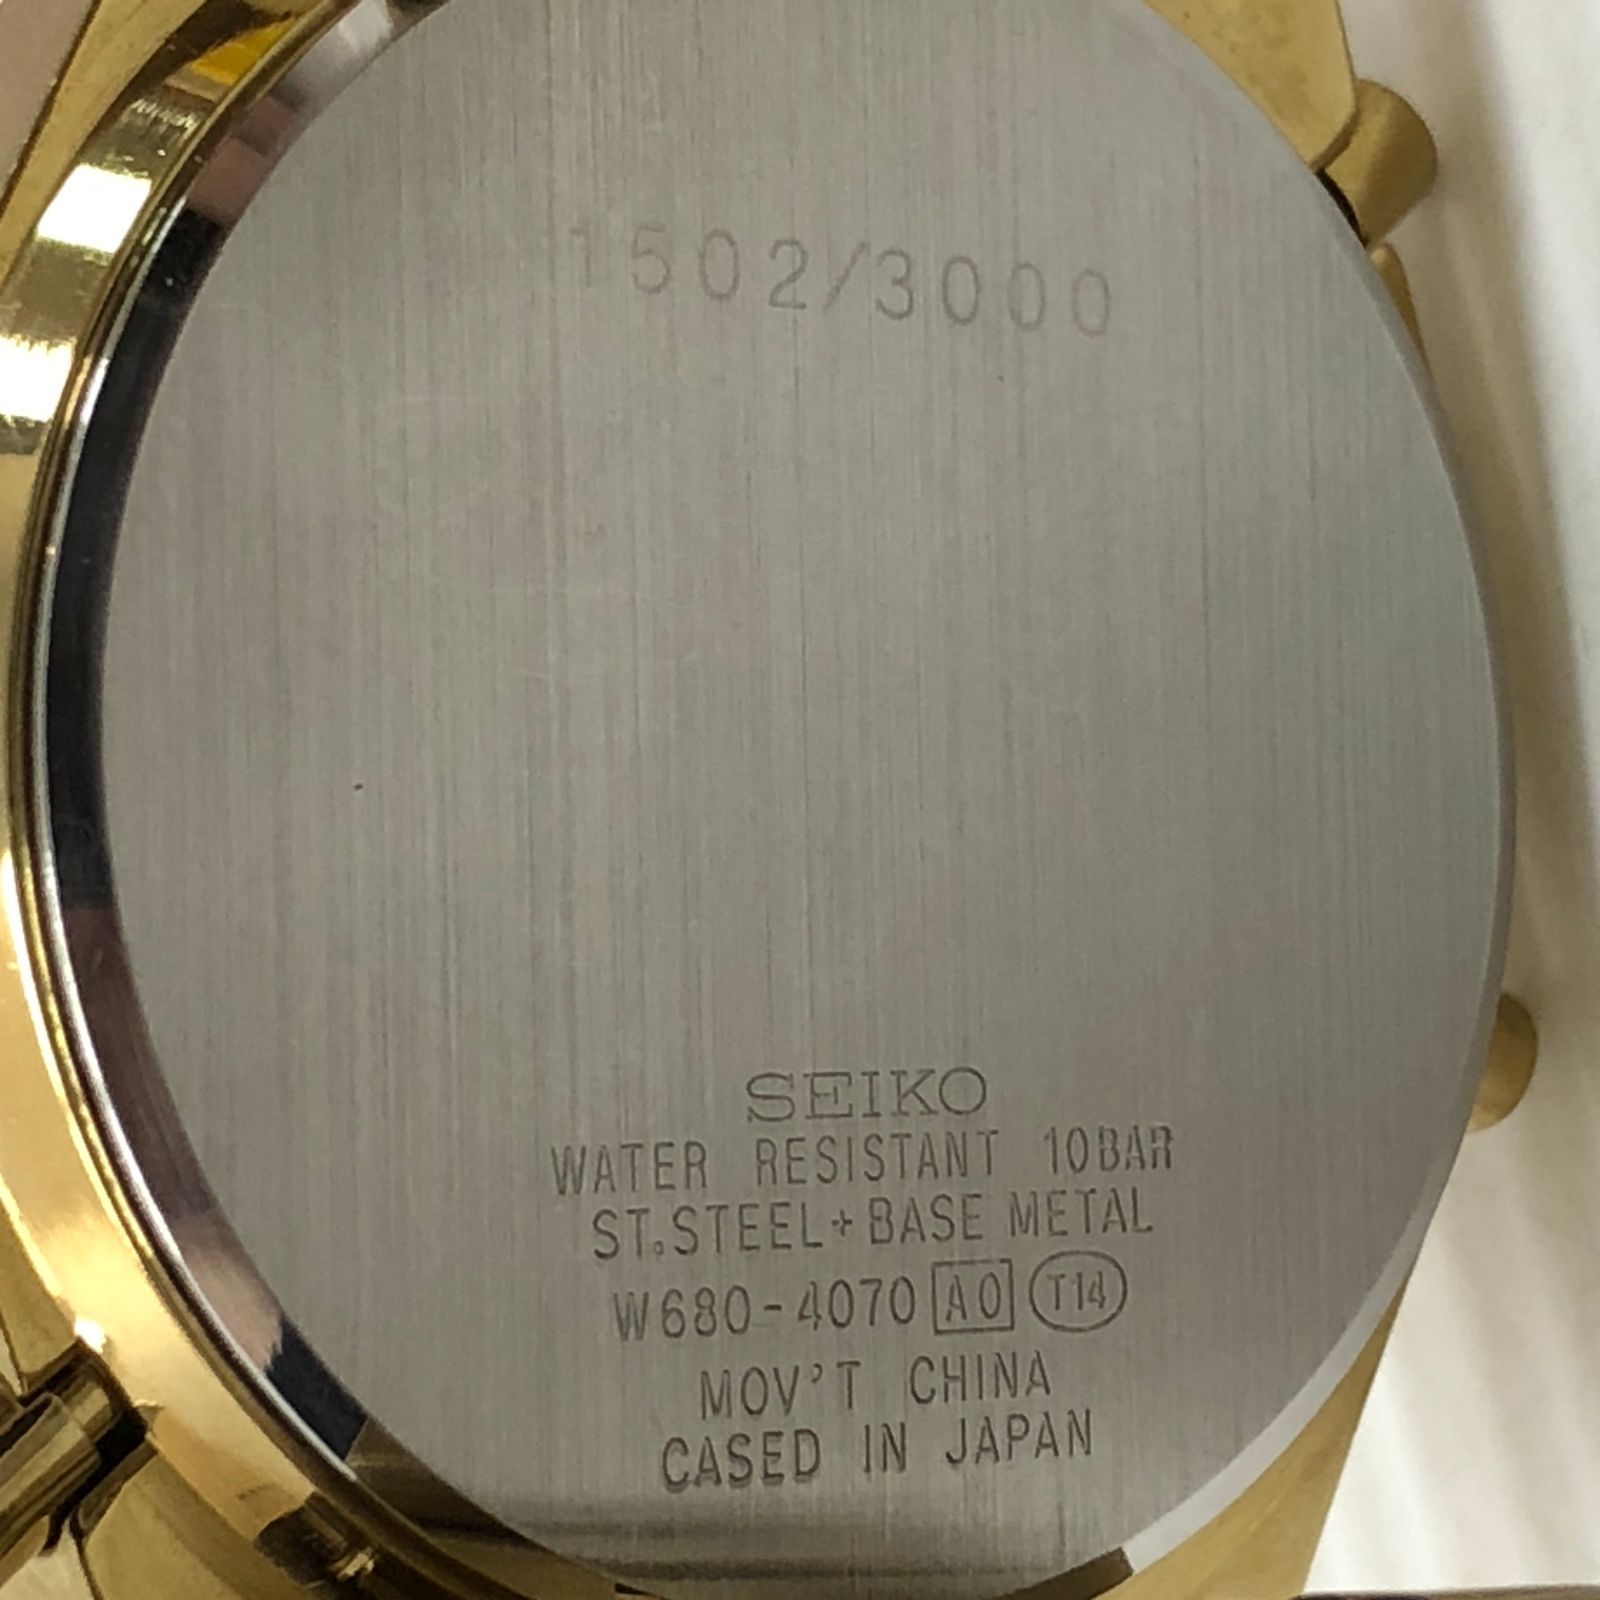 1502/3000
SEIKO
WATER RESISTANT 10BAR
ST.STEEL+BASE METAL
W680-4070 A0 T14
MOV'T CHINA
CASED IN JAPAN